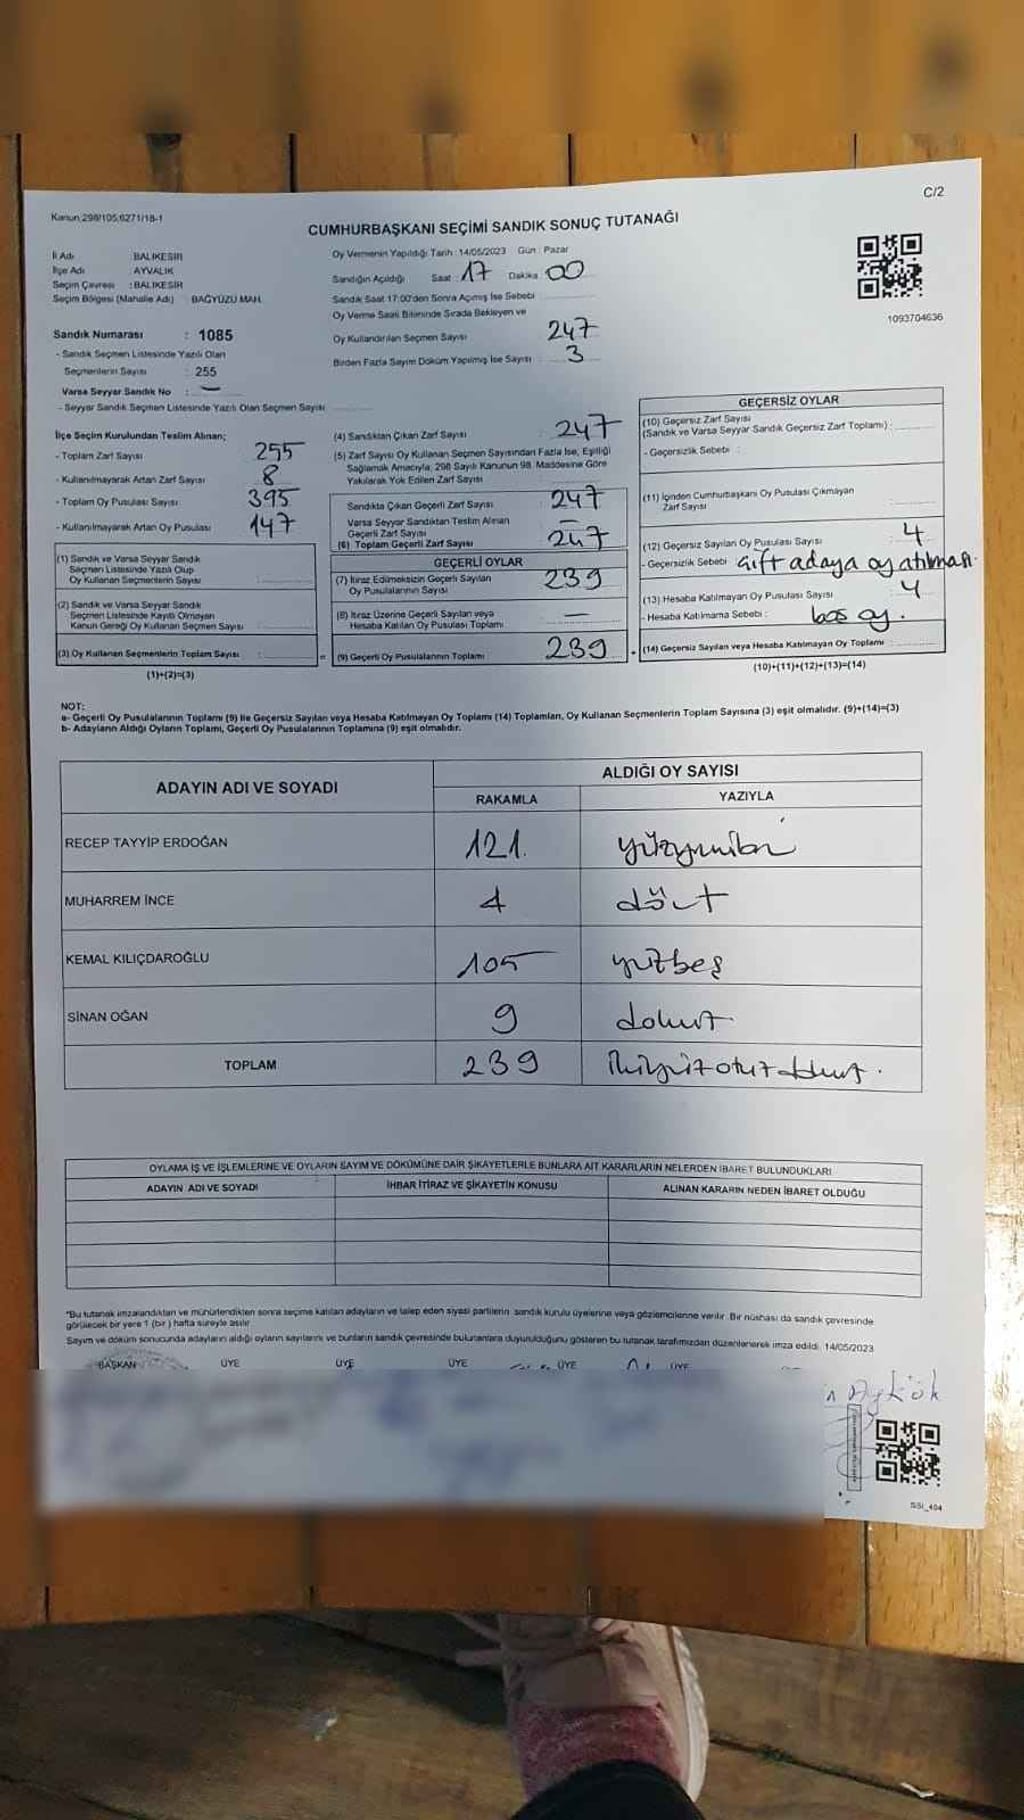 C/2
Kanun:298/105,6271/18-1
CUMHURBAŞKANI SEÇİMİ SANDIK SONUÇ TUTANAĞI
İl Adı BALIKESİR
İlçe Adı AYVALIK
Seçim Çevresi : BALIKESİR
Seçim Bölgesi (Mahalle Adı) BAĞYÜZÜ MAH.
Oy Vermenin Yapıldığı Tarih : 14/05/2023 Gün : Pazar
Sandığın Açıldığı Saat : 17 Dakika : 00
Sandık Saat 17:00'den Sonra Açmış İse Sebebi
Oy Verme Saati Bitiminde Sırada Bekleyen ve
Oy Kullandırılan Seçmen Sayısı 247
Birden Fazla Sayım Döküm Yapılmış İse Sayısı 3
1093704636
Sandık Numarası : 1085
- Sandık Seçmen Listesinde Yazılı Olan
Seçmenlerin Sayısı : 255
Varsa Seyyar Sandık No : —
- Seyyar Sandık Seçmen Listesinde Yazılı Olan Seçmen Sayısı
İlçe Seçim Kurulundan Teslim Alınan;
- Toplam Zarf Sayısı 255
- Kullanılmayarak Artan Zarf Sayısı 8
- Toplam Oy Pusulası Sayısı 395
- Kullanılmayarak Artan Oy Pusulası 147
(1) Sandık ve Varsa Seyyar Sandık
Seçmen Listesinde Yazılı Olup
Oy Kullanan Seçmenlerin Sayısı
(2) Sandık ve Varsa Seyyar Sandık
Seçmen Listesinde Kayıtlı Olmayan
Kanun Gereği Oy Kullanan Seçmen Sayısı
(3) Oy Kullanan Seçmenlerin Toplam Sayısı :
(1)+(2)=(3)
(4) Sandıktan Çıkan Zarf Sayısı : 247
(5) Zarf Sayısı Oy Kullanan Seçmen Sayısından Fazla İse, Eşitliği
Sağlamak Amacıyla, 298 Sayılı Kanunun 98. Maddesine Göre
Yakılarak Yok Edilen Zarf Sayısı
Sandıkta Çıkan Geçerli Zarf Sayısı 247
Varsa Seyyar Sandıktan Teslim Alınan
Geçerli Zarf Sayısı —
(6) Toplam Geçerli Zarf Sayısı 247
GEÇERLİ OYLAR
(7) İtiraz Edilmeksizin Geçerli Sayılan
Oy Pusulalarının Sayısı 239
(8) İtiraz Üzerine Geçerli Sayılan veya
Hesaba Katılan Oy Pusulası Toplamı —
(9) Geçerli Oy Pusulalarının Toplamı 239
GEÇERSİZ OYLAR
(10) Geçersiz Zarf Sayısı
(Sandık ve Varsa Seyyar Sandık Geçersiz Zarf Toplamı) :
- Geçersizlik Sebebi :
(11) İçinden Cumhurbaşkanı Oy Pusulası Çıkmayan
Zarf Sayısı
(12) Geçersiz Sayılan Oy Pusulası Sayısı : 4
- Geçersizlik Sebebi Çift adaya oy atılması.
(13) Hesaba Katılmayan Oy Pusulası Sayısı : 4
- Hesaba Katılmama Sebebi : boş oy.
(14) Geçersiz Sayılan veya Hesaba Katılmayan Oy Toplamı :
(10)+(11)+(12)+(13)=(14)
NOT:
a- Geçerli Oy Pusulalarının Toplamı (9) ile Geçersiz Sayılan veya Hesaba Katılmayan Oy Toplamı (14) Toplamları, Oy Kullanan Seçmenlerin Toplam Sayısına (3) eşit olmalıdır. (9)+(14)=(3)
b- Adayların Aldığı Oyların Toplamı, Geçerli Oy Pusulalarının Toplamına (9) eşit olmalıdır.
ADAYIN ADI VE SOYADI ALDIĞI OY SAYISI
RAKAMLA YAZIYLA
RECEP TAYYİP ERDOĞAN 121. yüzyirmibir
MUHARREM İNCE 4 dört
KEMAL KILIÇDAROĞLU 105 yüzbeş
SİNAN OĞAN 9 dokuz
TOPLAM 239 ikiyüzotuzdokuz.
OYLAMA İŞ VE İŞLEMLERİNE VE OYLARIN SAYIM VE DÖKÜMÜNE DAİR ŞİKAYETLERLE BUNLARA AİT KARARLARIN NELERDEN İBARET BULUNDUKLARI
ADAYIN ADI VE SOYADI İHBAR İTİRAZ VE ŞİKAYETİN KONUSU ALINAN KARARIN NEDEN İBARET OLDUĞU
*Bu tutanak imzalandıktan ve mühürlendikten sonra seçime katılan adayların ve talep eden siyasi partilerin sandık kurulu üyelerine veya gözlemcilerine verilir. Bir nüshası da sandık çevresinde
görülecek bir yere 1 (bir) hafta süreyle asılır.
Sayım ve döküm sonucunda adayların aldığı oyların sayılarını ve bunların sandık çevresinde bulunanlara duyurulduğunu gösteren bu tutanak tarafımızdan düzenlenerek imza edildi. 14/05/2023
BAŞKAN ÜYE ÜYE ÜYE ÜYE ÜYE
SSI_404